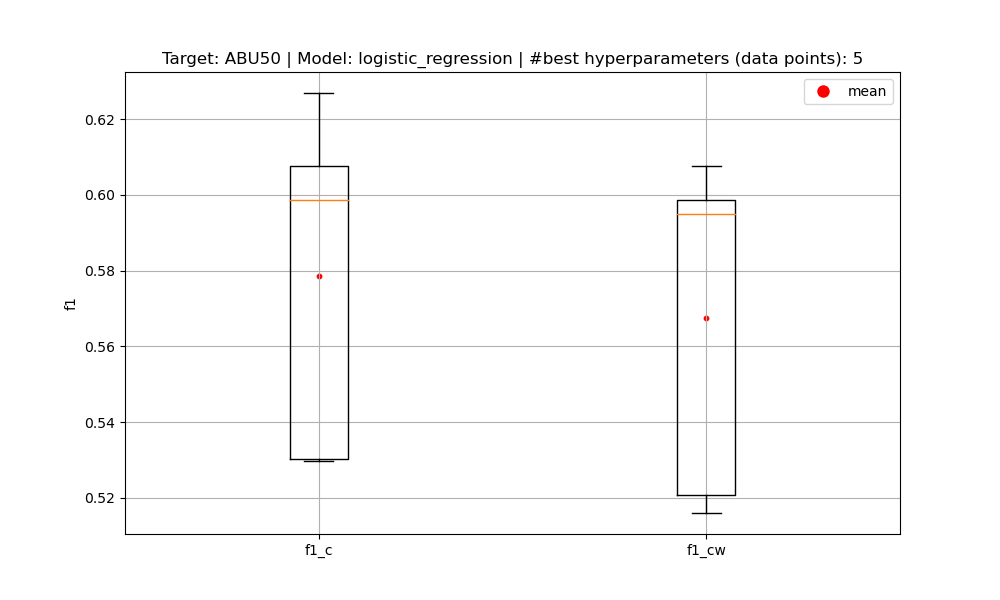 Target: ABU50 | Model: logistic_regression | #best hyperparameters (data points): 5
mean
0.62
0.60
0.58
0.56
0.54
0.52
f1
f1_c
f1_cw